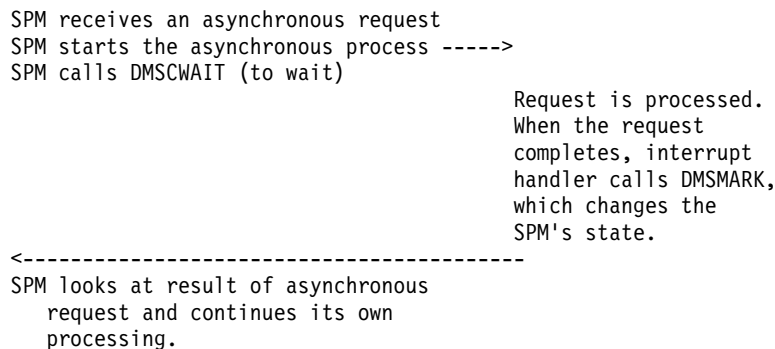 SPM receives an asynchronous request
SPM starts the asynchronous process ----->
SPM calls DMSCWAIT (to wait)
Request is processed.
When the request
completes, interrupt
handler calls DMSMARK,
which changes the
SPM's state.
<------------------------------------------
SPM looks at result of asynchronous
request and continues its own
processing.